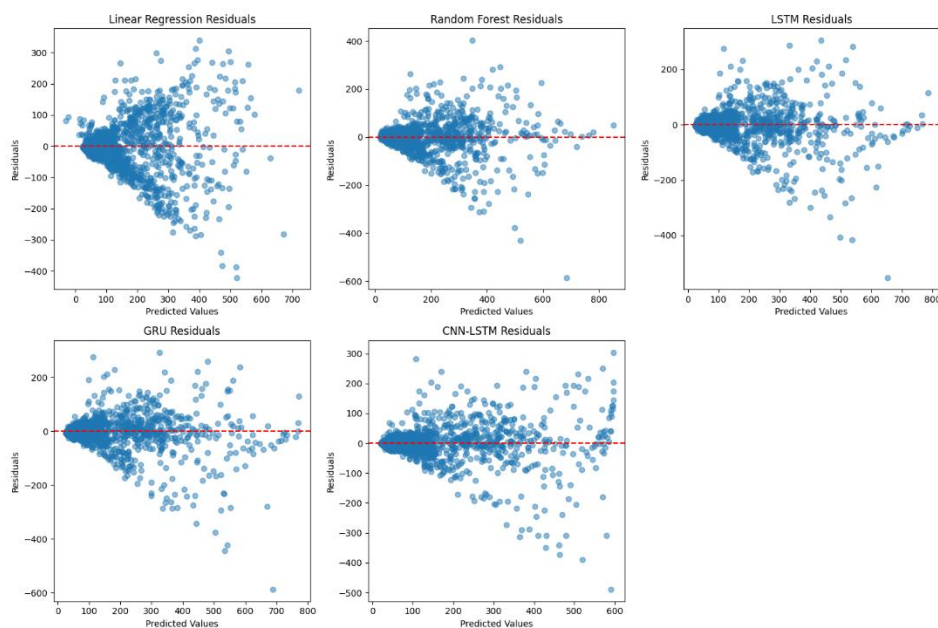 Linear Regression Residuals
Residuals
300
200
100
0
−100
−200
−300
−400
0 100 200 300 400 500 600 700
Predicted Values
Random Forest Residuals
Residuals
400
200
0
−200
−400
−600
0 200 400 600 800
Predicted Values
LSTM Residuals
Residuals
200
0
−200
−400
0 100 200 300 400 500 600 700 800
Predicted Values
GRU Residuals
Residuals
200
0
−200
−400
−600
0 100 200 300 400 500 600 700 800
Predicted Values
CNN-LSTM Residuals
Residuals
300
200
100
0
−100
−200
−300
−400
−500
0 100 200 300 400 500 600
Predicted Values